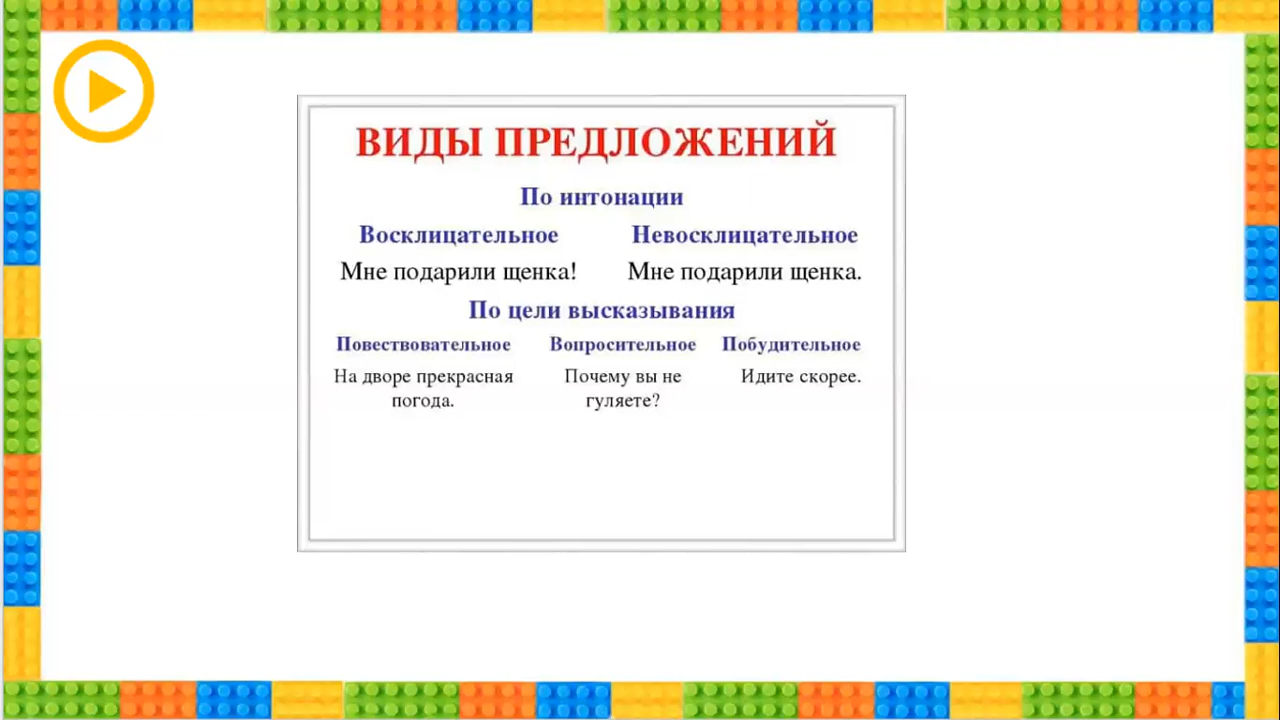 ВИДЫ ПРЕДЛОЖЕНИЙ
По интонации
Восклицательное Невосклицательное
Мне подарили щенка! Мне подарили щенка.
По цели высказывания
Повествовательное Вопросительное Побудительное
На дворе прекрасная Почему вы не Идите скорее.
погода. гуляете?